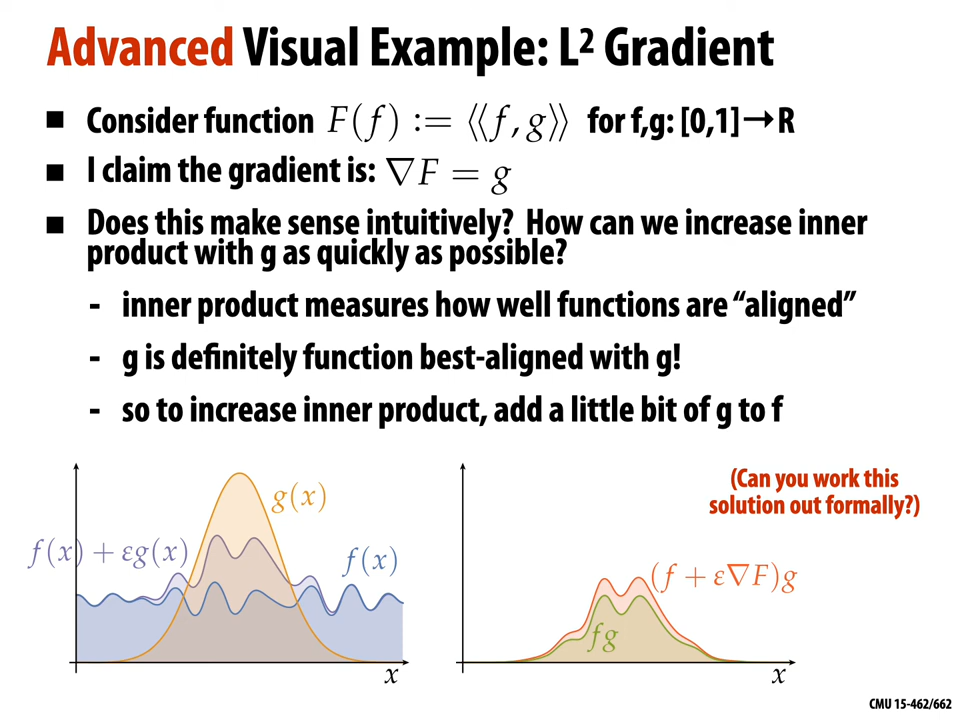 Advanced Visual Example: L² Gradient
■ Consider function F(f) := ⟪f, g⟫ for f,g: [0,1]→R
■ I claim the gradient is: ∇F = g
■ Does this make sense intuitively? How can we increase inner
product with g as quickly as possible?
- inner product measures how well functions are “aligned”
- g is definitely function best-aligned with g!
- so to increase inner product, add a little bit of g to f
g(x)
f(x) + εg(x)
f(x)
x
(Can you work this
solution out formally?)
(f + ε∇F)g
fg
x
CMU 15-462/662